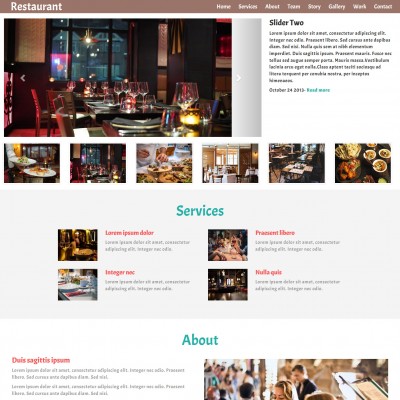 Restaurant
Home Services About Team Story Gallery Work Contact
Slider Two
Lorem ipsum dolor sit amet, consectetur
adipiscing elit. Integer nec odio. Praesent libero.
Sed. Nulla quis sem at nibh elementum
imperdiet. Duis sagittis ipsum. Praesent mauris. Fusce nec
tellus sed augue semper porta. Mauris massa. Vestibulum
lacinia arcu eget nulla.Class aptent taciti sociosqu ad
litora torquent per conubia nostra, per inceptos
himenaeos.
October 24 2013- Read more
Services
Lorem ipsum dolor
Lorem ipsum dolor sit amet, consectetur
adipiscing elit. Integer nec odio.
Praesent libero
Lorem ipsum dolor sit amet, consectetur
adipiscing elit. Integer nec odio.
Integer nec
Lorem ipsum dolor sit amet, consectetur
adipiscing elit. Integer nec odio.
Nulla quis
Lorem ipsum dolor sit amet, consectetur
adipiscing elit. Integer nec odio.
About
Duis sagittis ipsum
Lorem ipsum dolor sit amet, consectetur adipiscing elit. Lorem ipsum dolor sit amet, Praesent
libero. Sed cursus ante dapibus diam. Sed nisi.
Lorem ipsum dolor sit amet, consectetur adipiscing elit. Integer nec odio. Praesent
libero. Sed cursus ante dapibus diam. Sed nisi.